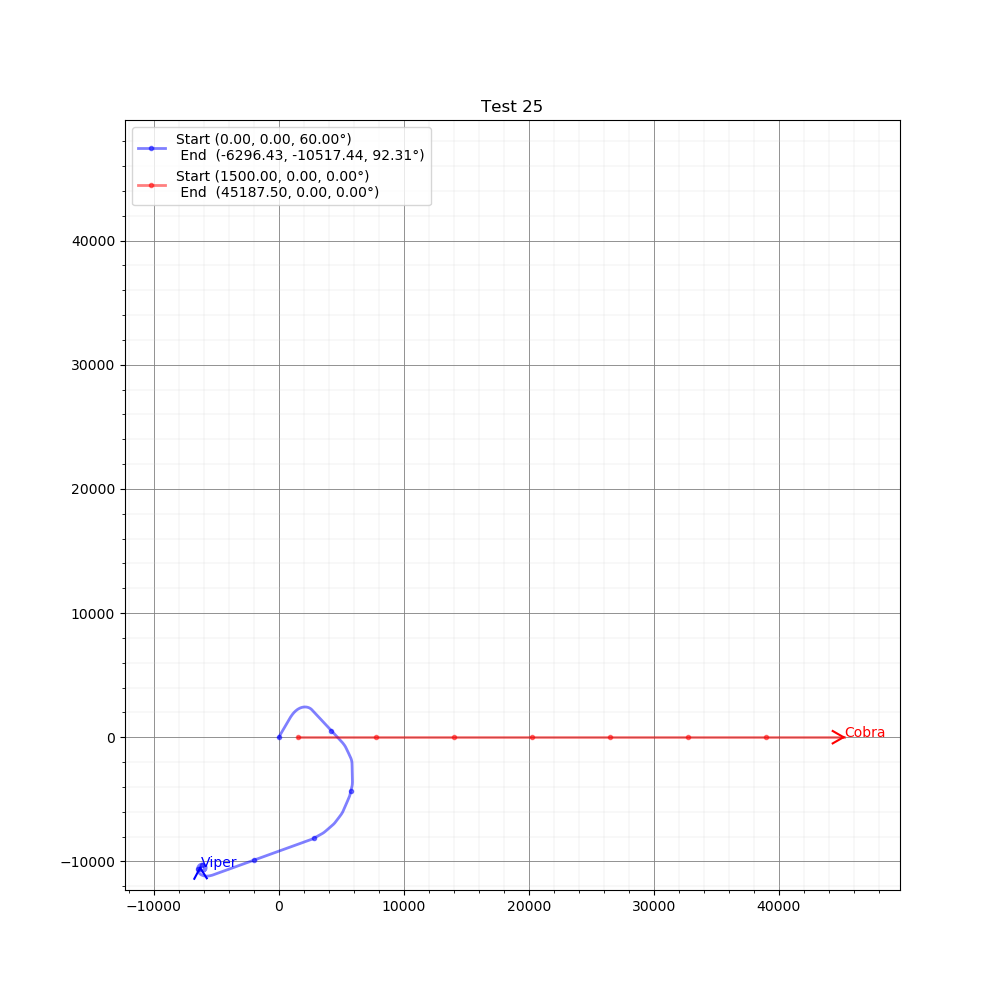 Test 25
Start (0.00, 0.00, 60.00°)
End (-6296.43, -10517.44, 92.31°)
Start (1500.00, 0.00, 0.00°)
End (45187.50, 0.00, 0.00°)
40000
30000
20000
10000
0
Cobra
−10000
Viper
−10000
0
10000
20000
30000
40000